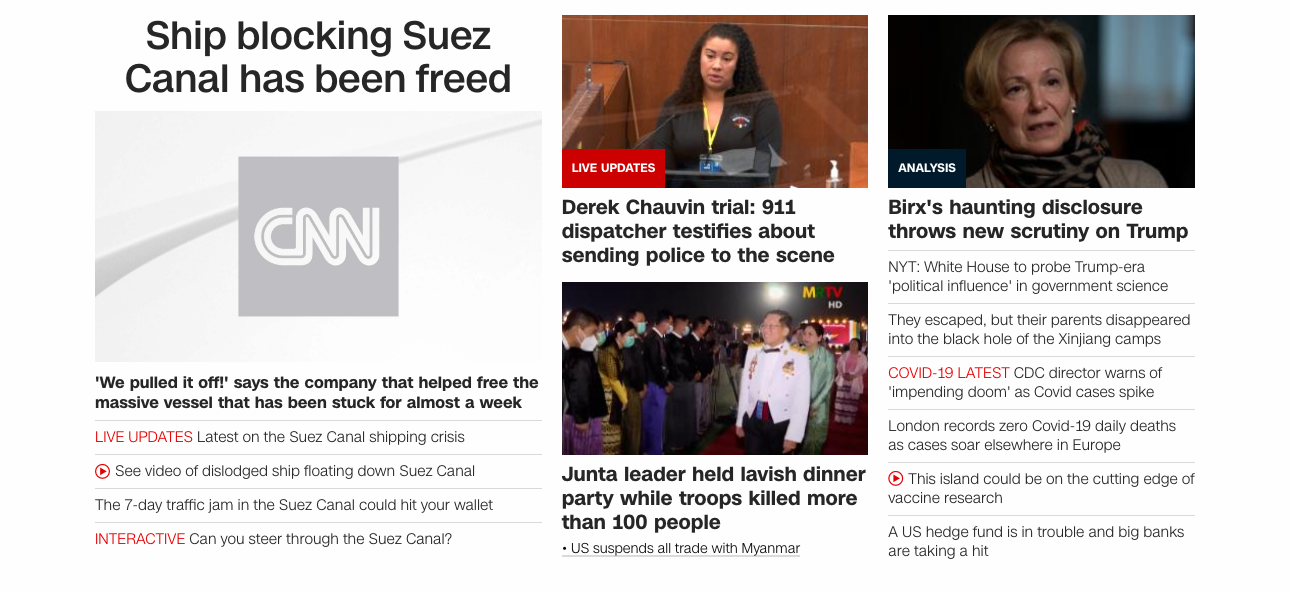 Ship blocking Suez
Canal has been freed
CNN
'We pulled it off!' says the company that helped free the
massive vessel that has been stuck for almost a week
LIVE UPDATES Latest on the Suez Canal shipping crisis
See video of dislodged ship floating down Suez Canal
The 7-day traffic jam in the Suez Canal could hit your wallet
INTERACTIVE Can you steer through the Suez Canal?
LIVE UPDATES
Derek Chauvin trial: 911
dispatcher testifies about
sending police to the scene
MRTV
HD
Junta leader held lavish dinner
party while troops killed more
than 100 people
• US suspends all trade with Myanmar
ANALYSIS
Birx's haunting disclosure
throws new scrutiny on Trump
NYT: White House to probe Trump-era
'political influence' in government science
They escaped, but their parents disappeared
into the black hole of the Xinjiang camps
COVID-19 LATEST CDC director warns of
'impending doom' as Covid cases spike
London records zero Covid-19 daily deaths
as cases soar elsewhere in Europe
This island could be on the cutting edge of
vaccine research
A US hedge fund is in trouble and big banks
are taking a hit